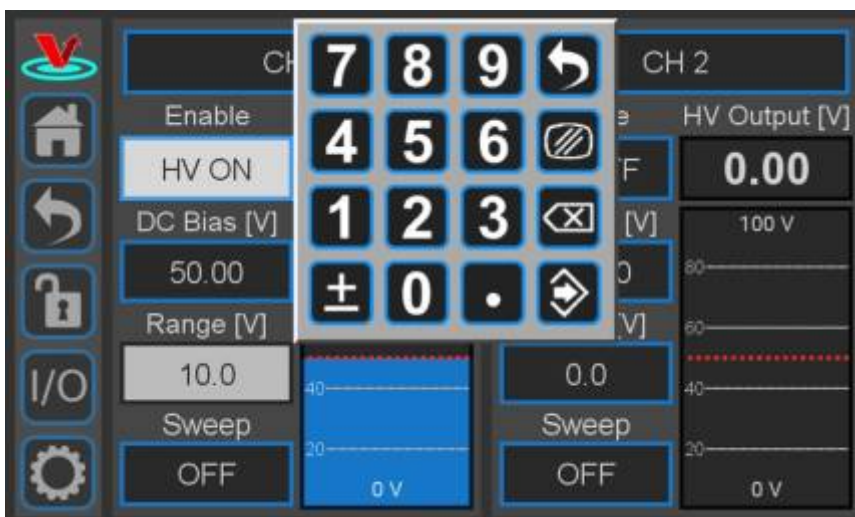 CH 2
7 8 9
4 5 6
1 2 3
± 0 .
Enable
HV ON
DC Bias [V]
50.00
Range [V]
10.0
Sweep
OFF
40
20
0 V
[V]
0.0
Sweep
OFF
HV Output [V]
0.00
100 V
80
60
40
20
0 V
I/O